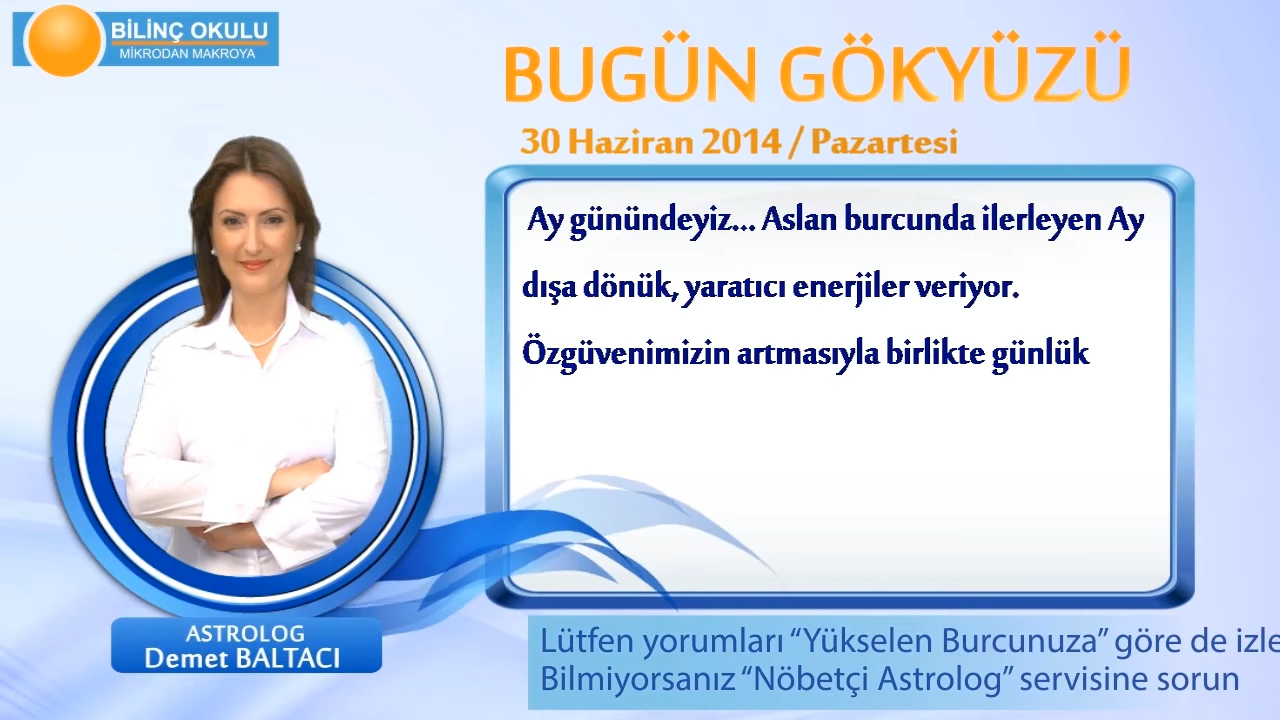 BİLİNÇ OKULU
MİKRODAN MAKROYA
BUGÜN GÖKYÜZÜ
30 Haziran 2014 / Pazartesi
Ay günündeyiz... Aslan burcunda ilerleyen Ay
dışa dönük, yaratıcı enerjiler veriyor.
Özgüvenimizin artmasıyla birlikte günlük
ASTROLOG
Demet BALTACI
Lütfen yorumları “Yükselen Burcunuza” göre de izle
Bilmiyorsanız “Nöbetçi Astrolog” servisine sorun